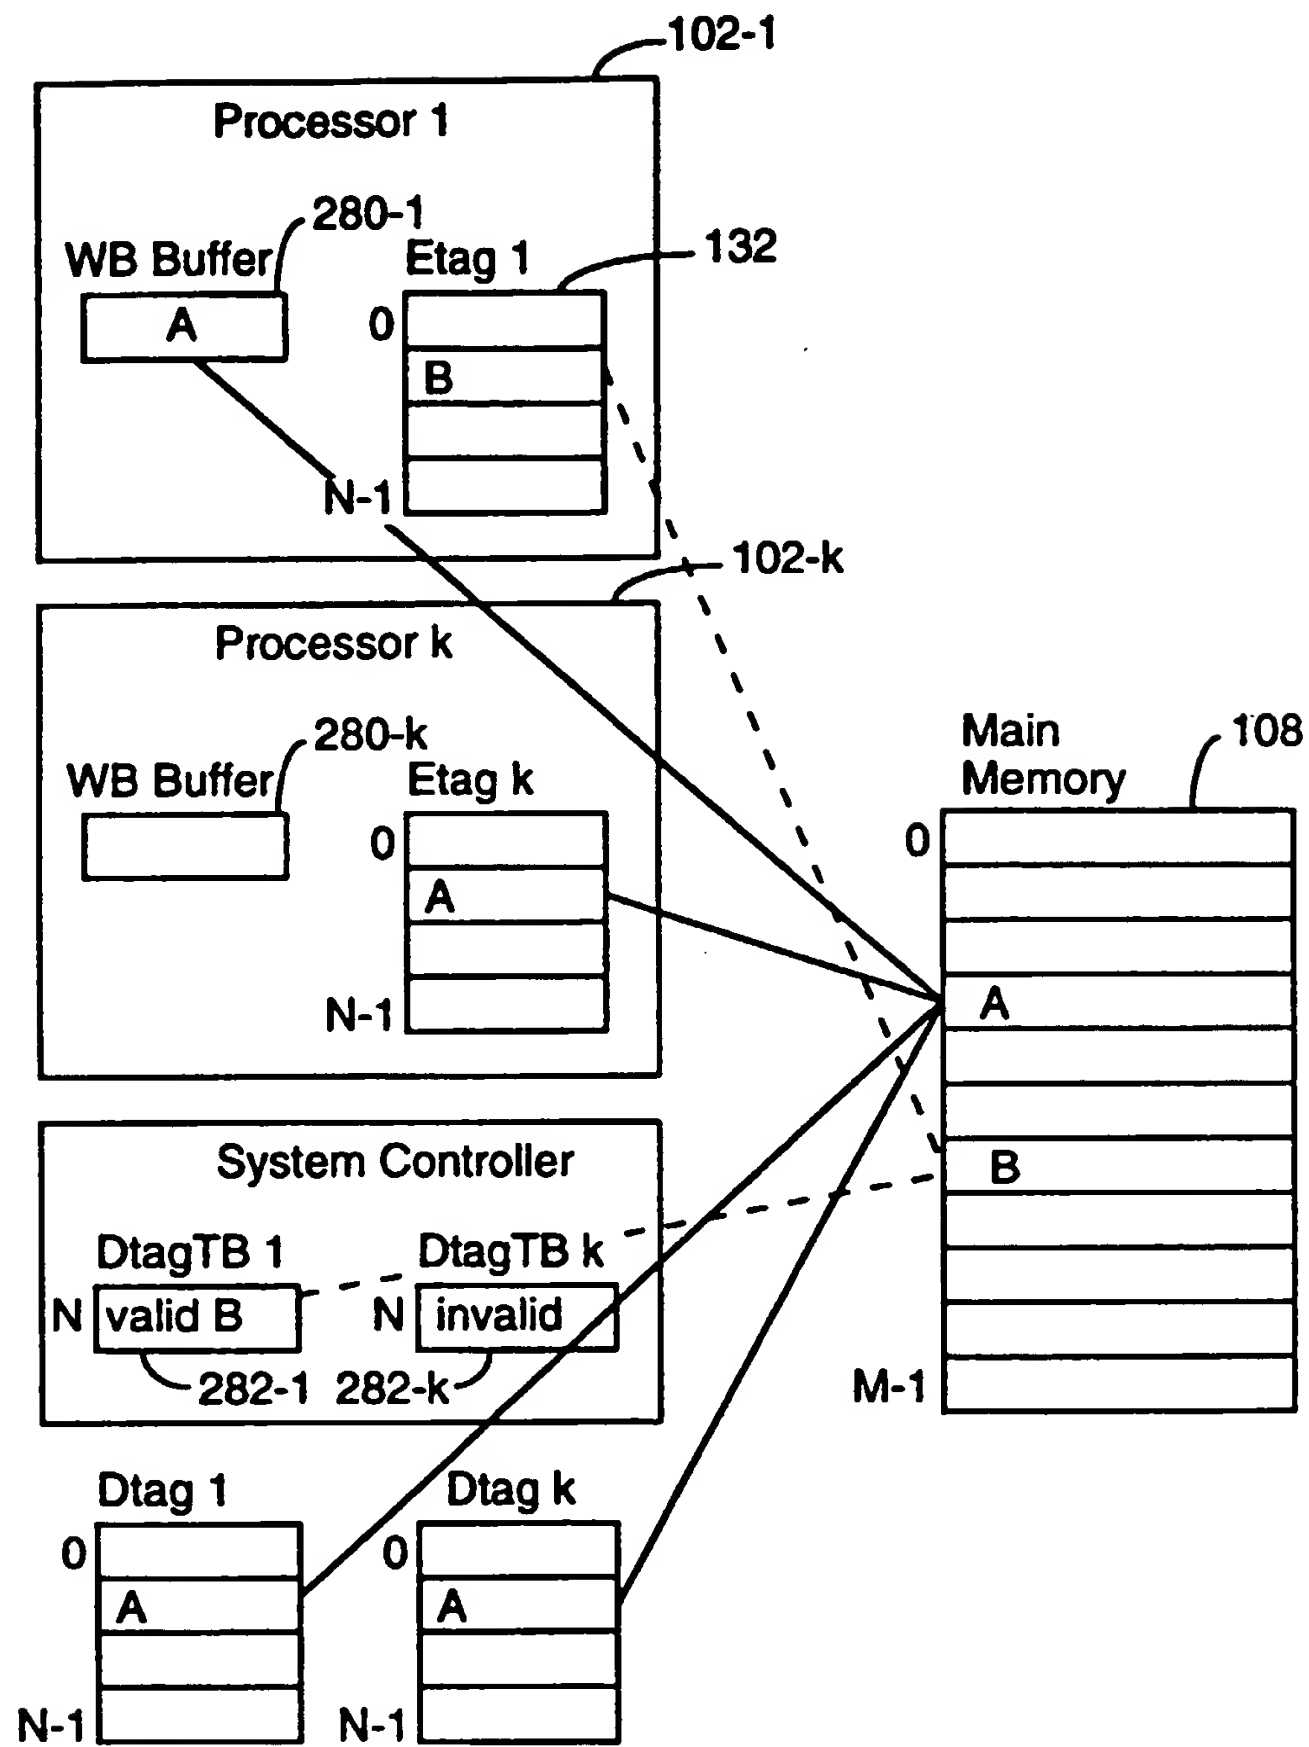 102-1
Processor 1
280-1
WB Buffer
Etag 1
132
A
0
B
N-1
102-k
Processor k
280-k
WB Buffer
Etag k
0
A
N-1
Main
Memory
108
0
A
B
M-1
System Controller
DtagTB 1
DtagTB k
N valid B
N invalid
282-1
282-k
Dtag 1
Dtag k
0
0
A
A
N-1
N-1